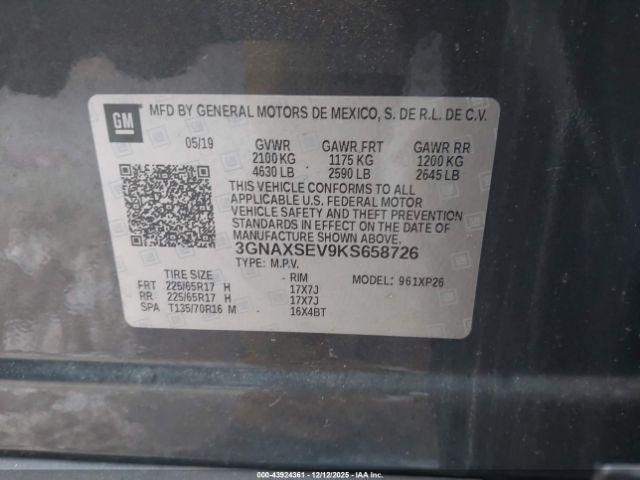 GM
MFD BY GENERAL MOTORS DE MEXICO, S. DE R.L. DE C.V.
05/19 GVWR GAWR FRT GAWR RR
2100 KG 1175 KG 1200 KG
4630 LB 2590 LB 2645 LB
THIS VEHICLE CONFORMS TO ALL
APPLICABLE U.S. FEDERAL MOTOR
VEHICLE SAFETY AND THEFT PREVENTION
STANDARDS IN EFFECT ON THE DATE OF
MANUFACTURE SHOWN ABOVE.
3GNAXSEV9KS658726
TYPE: M.P.V.
TIRE SIZE RIM MODEL: 961XP26
FRT 225/65R17 H 17X7J
RR 225/65R17 H 17X7J
SPA T135/70R16 M 16X4BT
000-43924361 - 12/12/2025 - IAA, Inc.